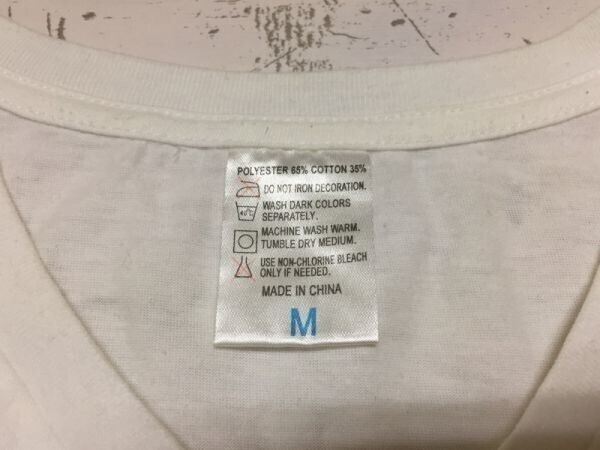 POLYESTER 65% COTTON 35%
DO NOT IRON DECORATION.
WASH DARK COLORS
40°C
SEPARATELY.
MACHINE WASH WARM.
TUMBLE DRY MEDIUM.
USE NON-CHLORINE BLEACH
ONLY IF NEEDED.
MADE IN CHINA
M